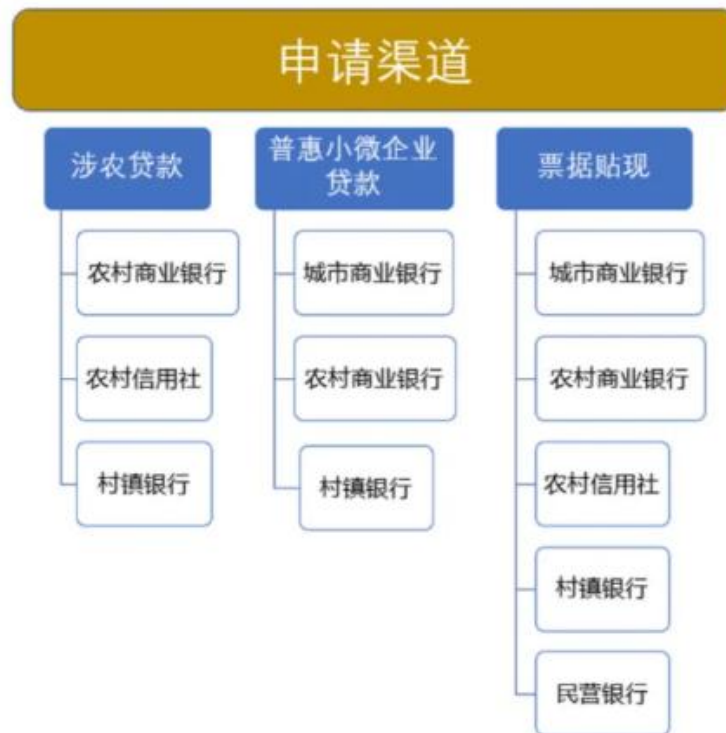 申请渠道
涉农贷款
农村商业银行
农村信用社
村镇银行
普惠小微企业
贷款
城市商业银行
农村商业银行
村镇银行
票据贴现
城市商业银行
农村商业银行
农村信用社
村镇银行
民营银行